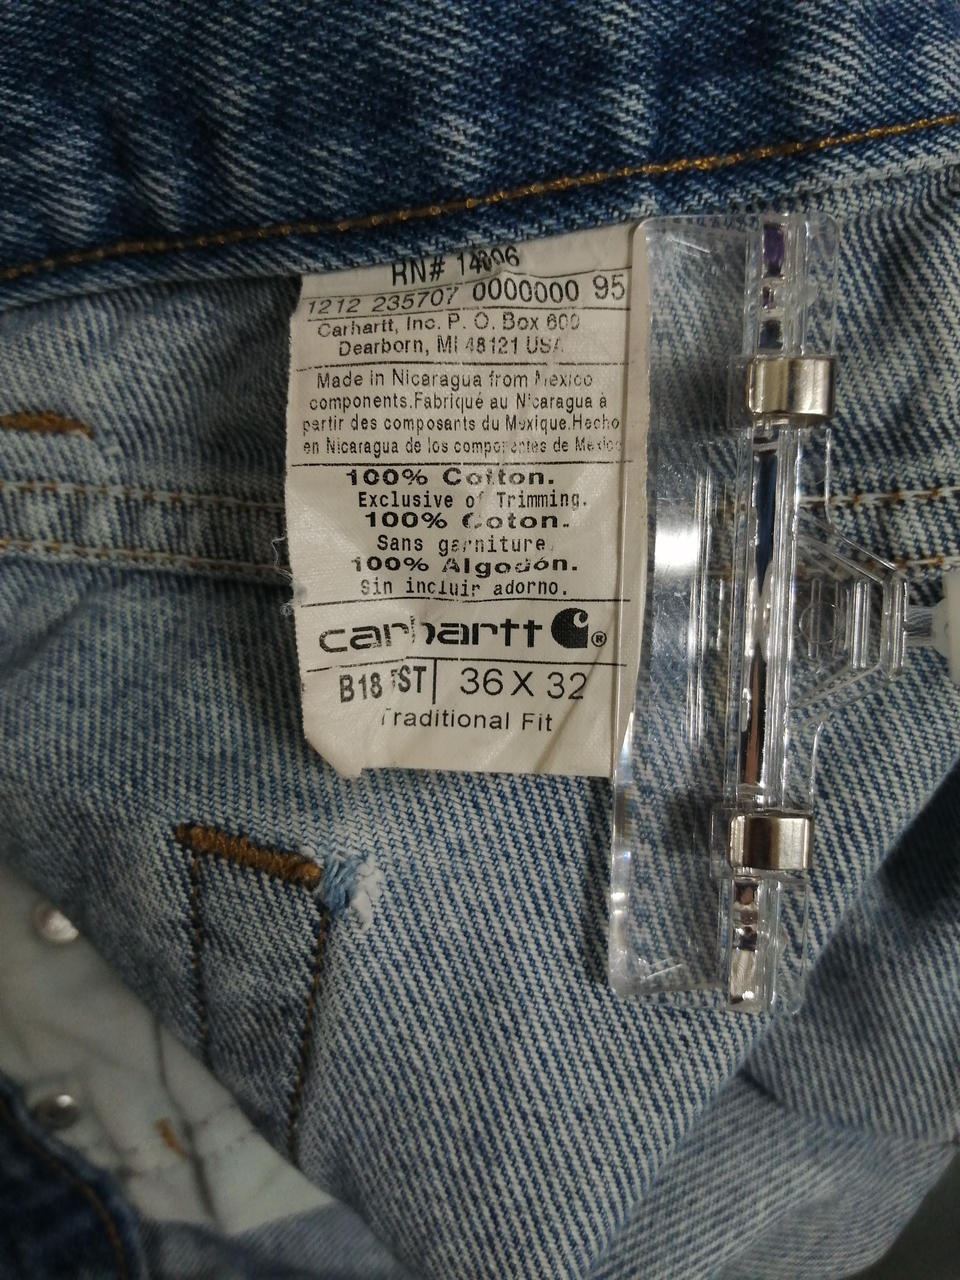 RN# 14806
1212 235707 0000000 95
Carhartt, Inc. P. O. Box 600
Dearborn, MI 48121 USA
Made in Nicaragua from Mexico
components.Fabriqué au Nicaragua à
partir des composants du Mexique.Hecho
en Nicaragua de los componentes de Mexico
100% Cotton.
Exclusive of Trimming.
100% Coton.
Sans garniture.
100% Algodón.
Sin incluir adorno.
carhartt ®
B18 TST 36 X 32
Traditional Fit